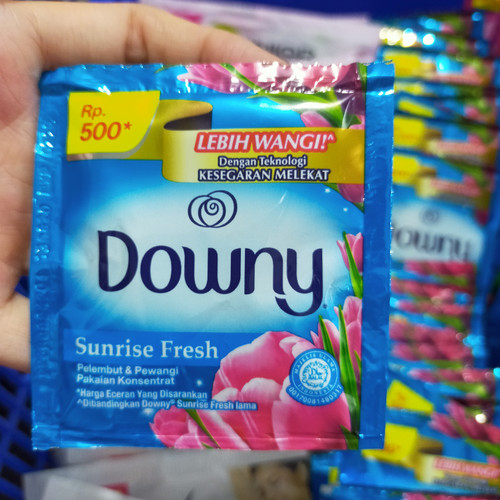 Rp.
500*
LEBIH WANGI!^
Dengan Teknologi
KESEGARAN MELEKAT
Downy
Sunrise Fresh
Pelembut & Pewangi
Pakaian Konsentrat
*Harga Eceran Yang Disarankan
^Dibandingkan Downy® Sunrise Fresh lama
Downy